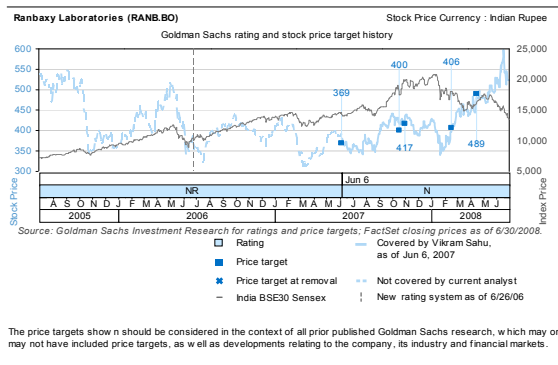 Ranbaxy Laboratories (RANB.BO) Stock Price Currency : Indian Rupee
Goldman Sachs rating and stock price target history
600 25,000
550
500 20,000
450 15,000
400 10,000
350
300 5,000
369 400 406
417 489
Stock Price Index Price
Jun 6
NR N
A S O N D J F M A M J J A S O N D J F M A M J J A S O N D J F M A M J
2005 2006 2007 2008
Source: Goldman Sachs Investment Research for ratings and price targets; FactSet closing prices as of 6/30/2008.
Rating Covered by Vikram Sahu,
as of Jun 6, 2007
Price target
Price target at removal Not covered by current analyst
India BSE30 Sensex New rating system as of 6/26/06
The price targets shown should be considered in the context of all prior published Goldman Sachs research, which may or
may not have included price targets, as well as developments relating to the company, its industry and financial markets.